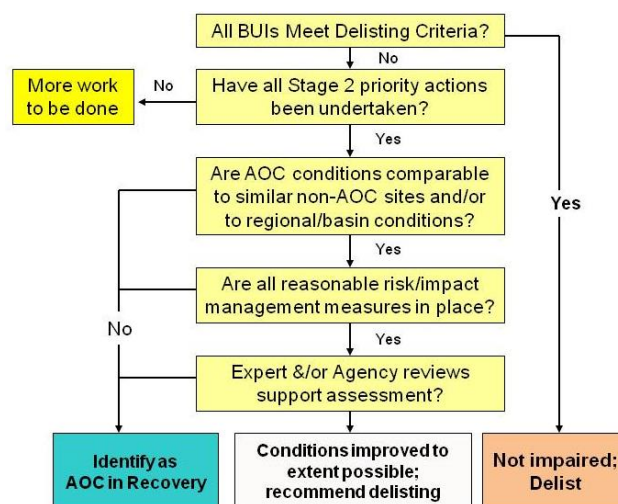 All BUIs Meet Delisting Criteria?
No
More work
to be done
No
Have all Stage 2 priority actions
been undertaken?
Yes
Are AOC conditions comparable
to similar non-AOC sites and/or
to regional/basin conditions?
Yes
Yes
Are all reasonable risk/impact
management measures in place?
No
Yes
Expert &/or Agency reviews
support assessment?
Identify as
AOC in Recovery
Conditions improved to
extent possible;
recommend delisting
Not impaired;
Delist